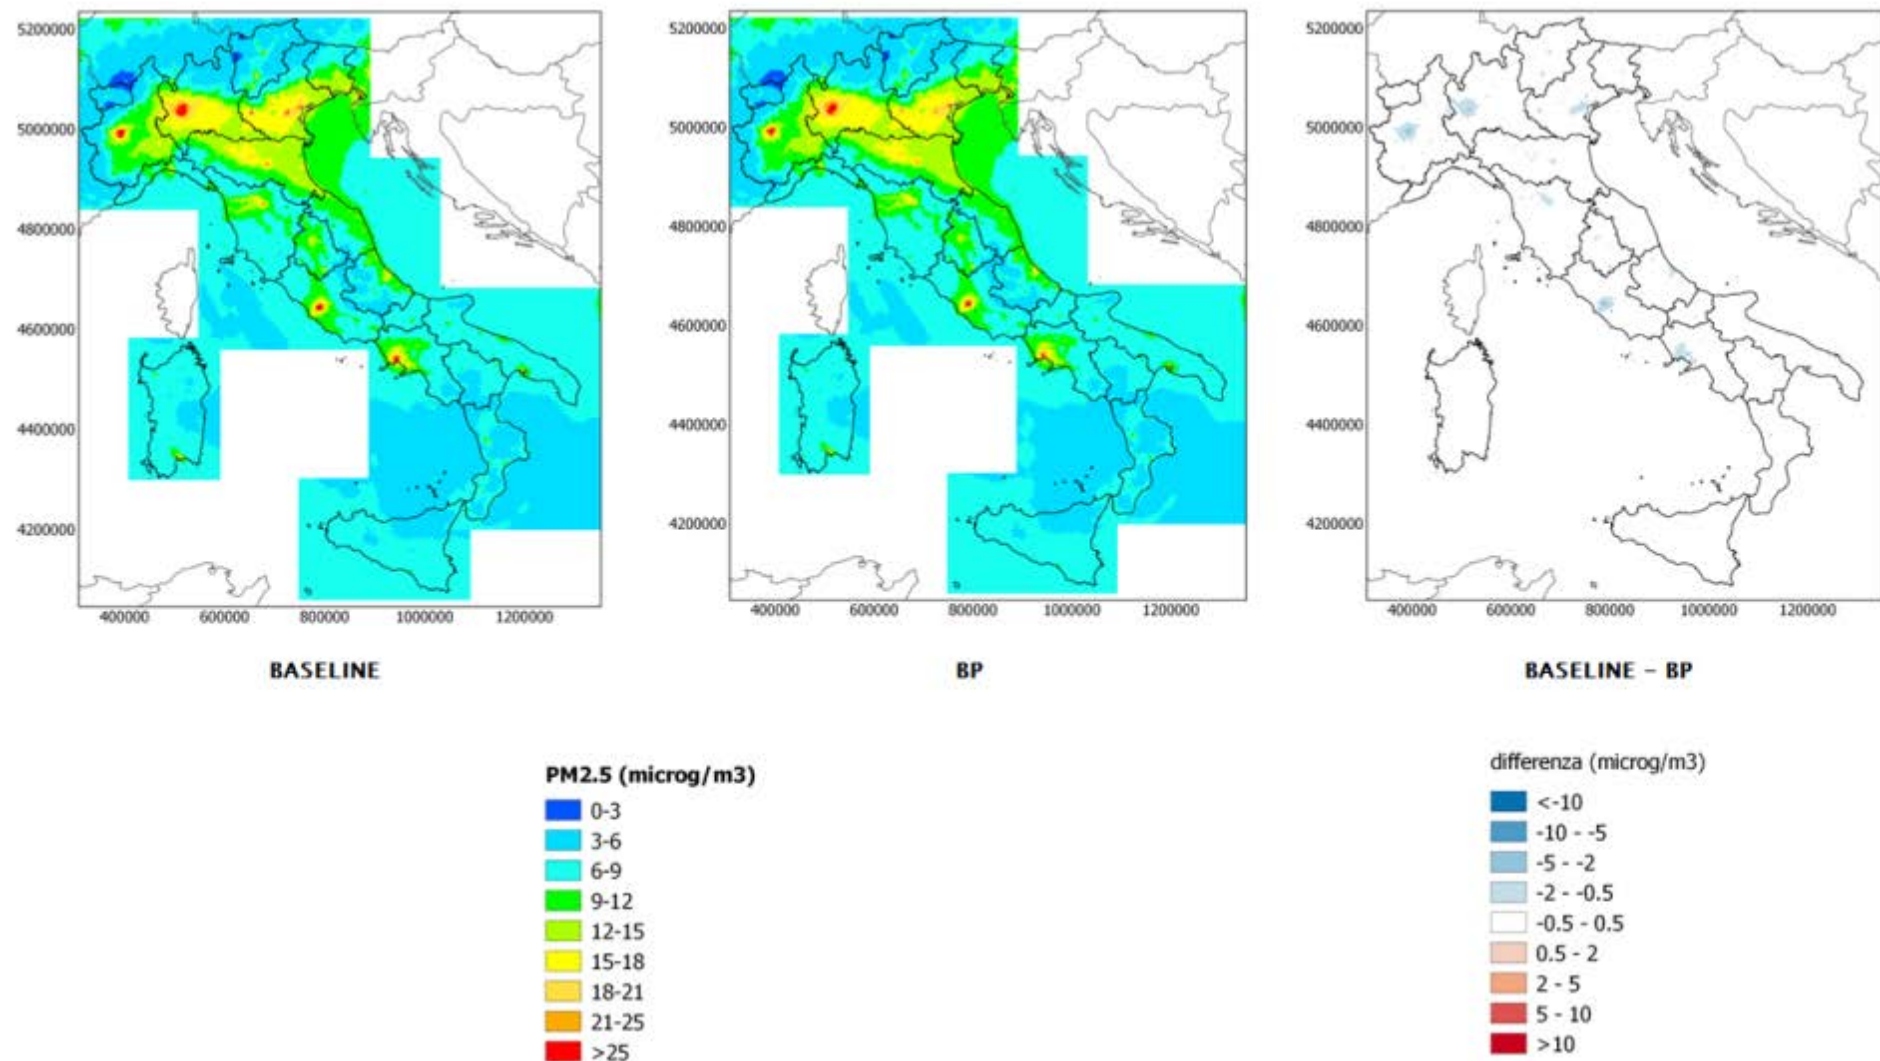 5200000
5000000
4800000
4600000
4400000
4200000
400000 600000 800000 1000000 1200000
BASELINE
5200000
5000000
4800000
4600000
4400000
4200000
400000 600000 800000 1000000 1200000
BP
5200000
5000000
4800000
4600000
4400000
4200000
400000 600000 800000 1000000 1200000
BASELINE – BP
PM2.5 (microg/m3)
0-3
3-6
6-9
9-12
12-15
15-18
18-21
21-25
>25
differenza (microg/m3)
<-10
-10 - -5
-5 - -2
-2 - -0.5
-0.5 - 0.5
0.5 - 2
2 - 5
5 - 10
>10